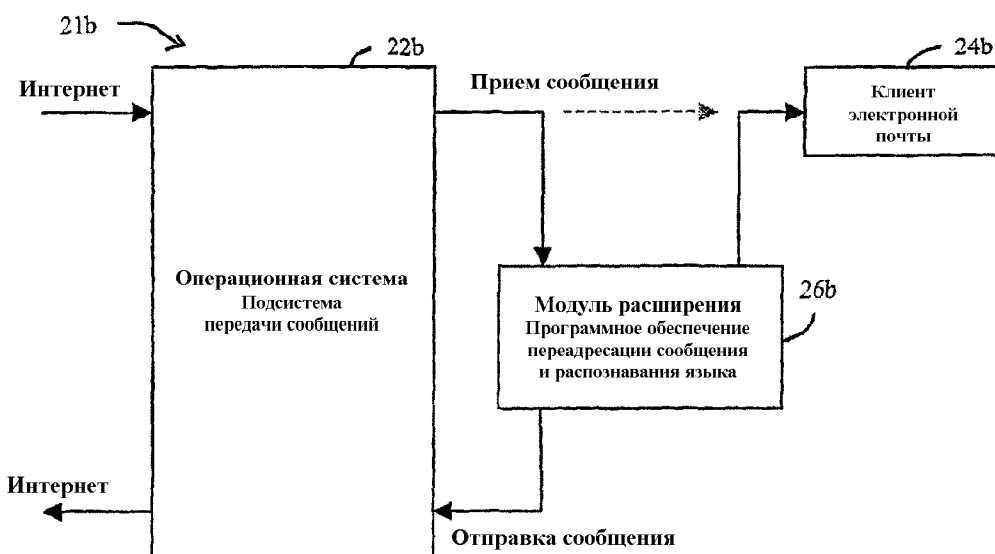 21b
22b
24b
Интернет
Прием сообщения
Клиент
электронной
почты
Операционная система
Подсистема
передачи сообщений
26b
Модуль расширения
Программное обеспечение
переадресации сообщения
и распознавания языка
Интернет
Отправка сообщения